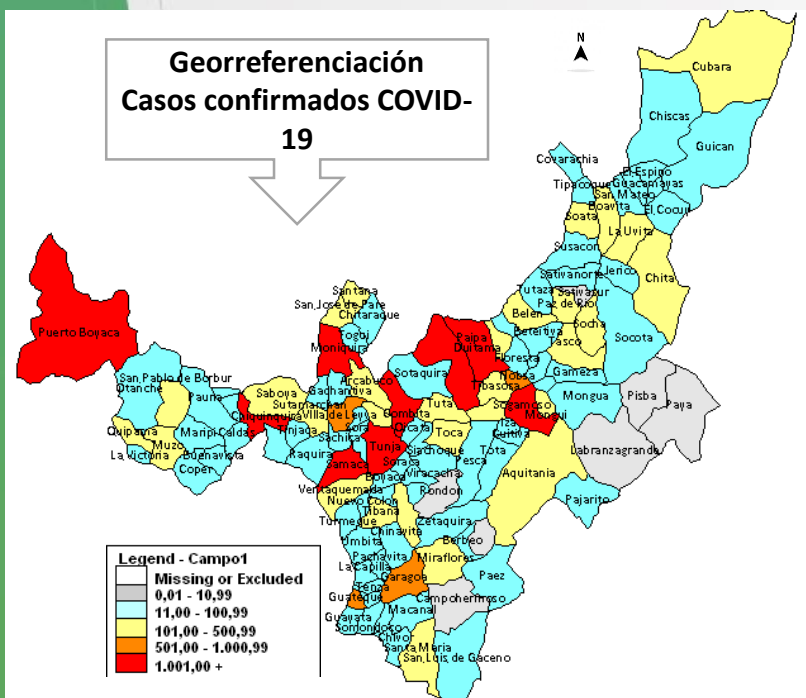 Georreferenciación
Casos confirmados COVID-
19
N
Cubara
Chiscas
Guican
Covarachia
El Espino
Tipacoque
Guacamayas
San Mateo
Boavita
El Cocuy
Soata
La Uvita
Susacon
Chita
Jerico
Sativanorte
Sativasur
Tutaza
Paz de Rio
Socha
Socota
Belen
Tasco
Beteitiva
Santana
San Jose de Pare
Chitaraque
Togui
Moniquira
Puerto Boyaca
Paipa
Duitama
Floresta
Gameza
Nobsa
Tibasosa
Mongua
Pisba
Paya
Sotaquira
Arcabuco
San Pablo de Borbur
Otanche
Pauna
Saboya
Gachantiva
Sutamarchan
Villa de Leyva
Combita
Tuta
Sogamoso
Mongui
Chiquinquira
Sora
Oicata
Iza
Cuitiva
Labranzagrande
Quipama
Muzo
Maripi
Caldas
Tinjaca
Sachica
Tunja
Toca
Siachoque
Tota
La Victoria
Buenavista
Coper
Raquira
Samaca
Soraca
Pesca
Aquitania
Boyaca
Viracacha
Rondon
Pajarito
Ventaquemada
Nuevo Colon
Tibana
Turmeque
Chinavita
Zetaquira
Umbita
Berbeo
Pachavita
Miraflores
La Capilla
Garagoa
Paez
Tenza
Guateque
Campohermoso
Macanal
Guayata
Somondoco
Chivor
Santa Maria
San Luis de Gaceno
Legend - Campo1
Missing or Excluded
0,01 - 10,99
11,00 - 100,99
101,00 - 500,99
501,00 - 1.000,99
1.001,00 +